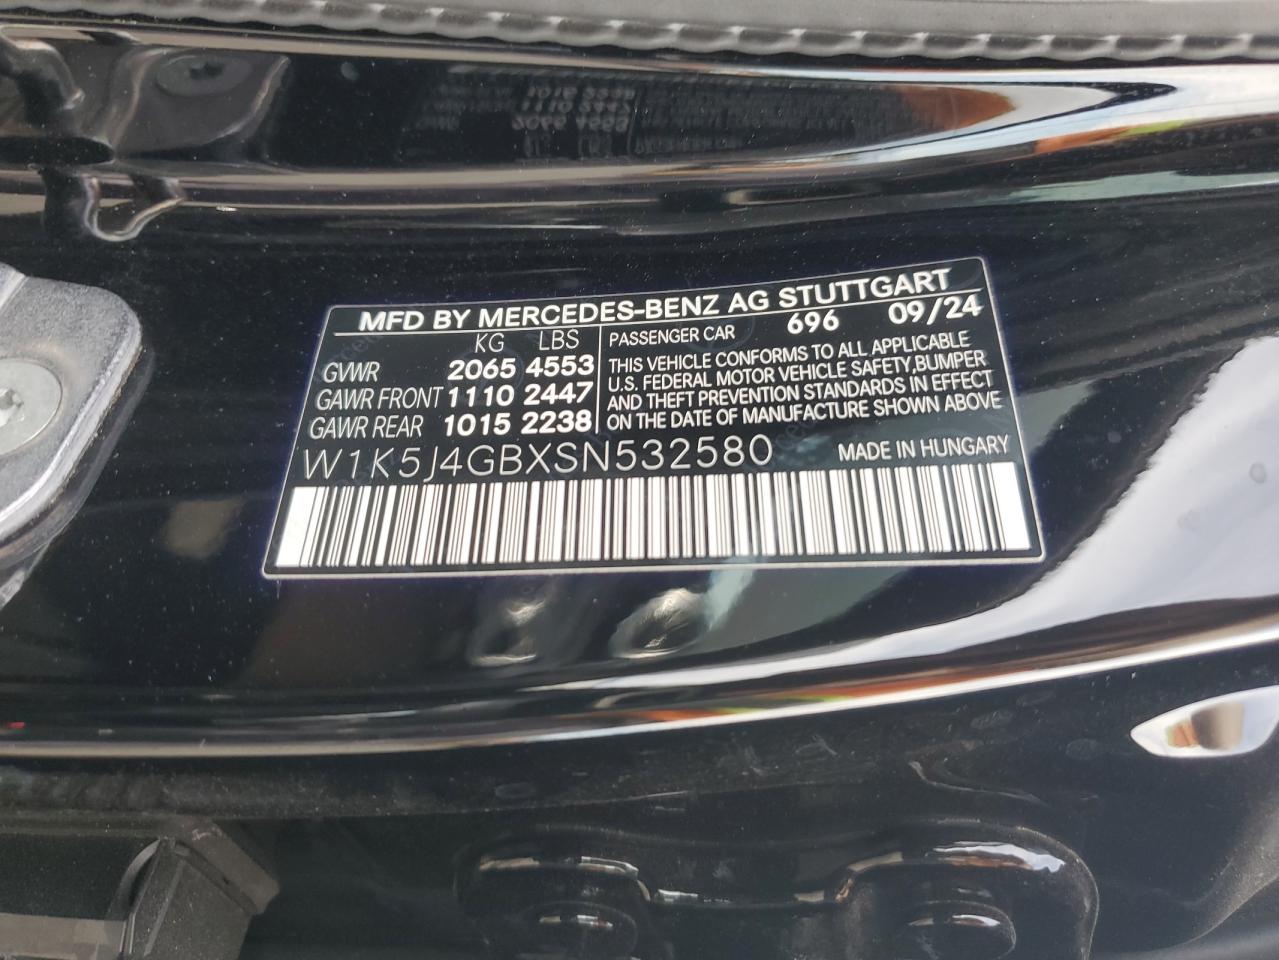 MFD BY MERCEDES-BENZ AG STUTTGART
KG LBS
GVWR 2065 4553
GAWR FRONT 1110 2447
GAWR REAR 1015 2238
PASSENGER CAR 696 09/24
THIS VEHICLE CONFORMS TO ALL APPLICABLE
U.S. FEDERAL MOTOR VEHICLE SAFETY,BUMPER
AND THEFT PREVENTION STANDARDS IN EFFECT
ON THE DATE OF MANUFACTURE SHOWN ABOVE
W1K5J4GBXSN532580 MADE IN HUNGARY